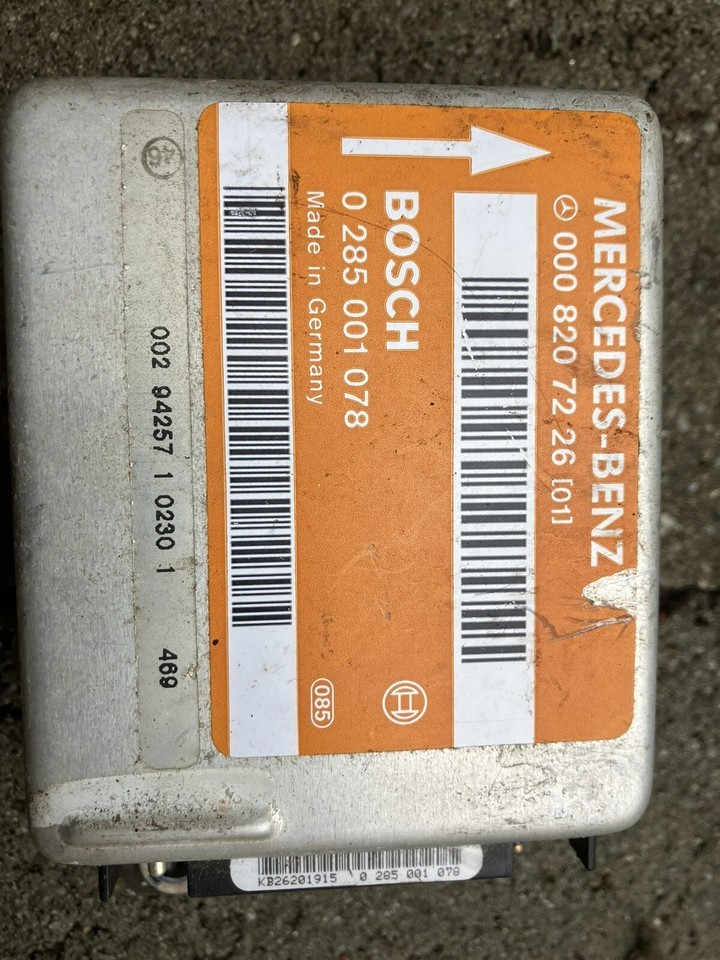 MERCEDES-BENZ
000 820 72 26 [01]
BOSCH
0 285 001 078
Made in Germany
085
002 94257 1 0230 1 469
KB26201915 0 285 001 078